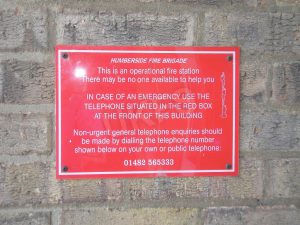 HUMBERSIDE FIRE BRIGADE
This is an operational fire station
There may be no one available to help you
IN CASE OF AN EMERGENCY USE THE
TELEPHONE SITUATED IN THE RED BOX
AT THE FRONT OF THIS BUILDING
Non-urgent general telephone enquiries should
be made by dialling the telephone number
shown below on your own or public telephone:
01482 565333